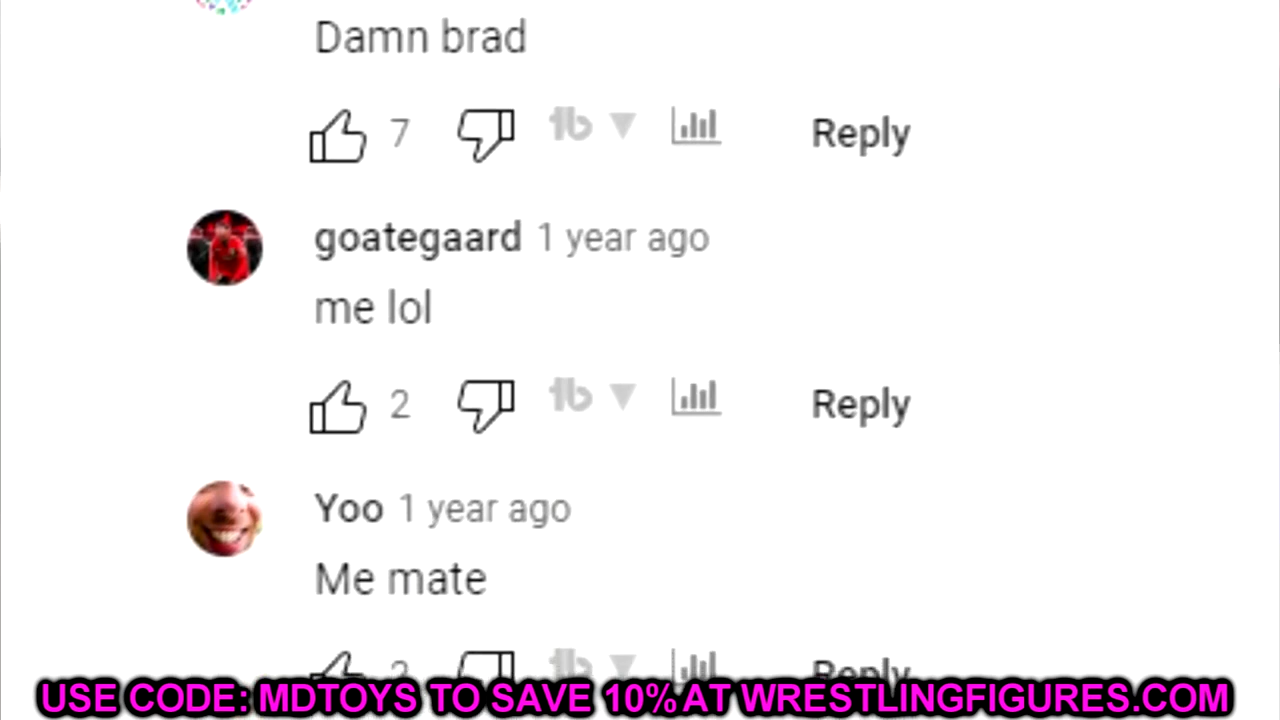 Damn brad
7
Reply
goategaard 1 year ago
me lol
2
Reply
Yoo 1 year ago
Me mate
2
Reply
USE CODE: MDTOYS TO SAVE 10% AT WRESTLINGFIGURES.COM